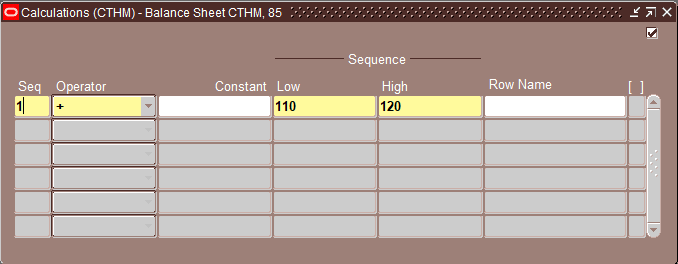 Calculations (CTHM) - Balance Sheet CTHM, 85
Sequence
Seq Operator Constant Low High Row Name [ ]
1 + 110 120